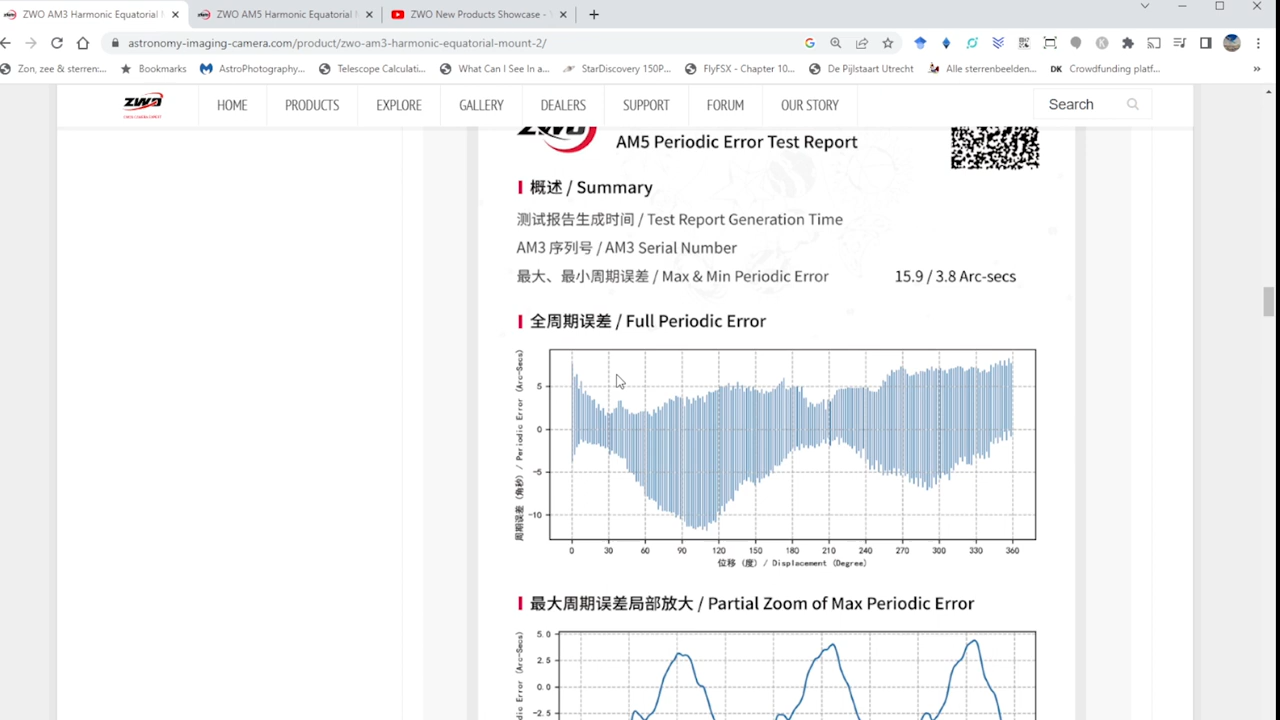 ZWO AM3 Harmonic Equatorial
ZWO AM5 Harmonic Equatorial
ZWO New Products Showcase -
astronomy-imaging-camera.com/product/zwo-am3-harmonic-equatorial-mount-2/
Zon, zee & sterren:...
Bookmarks
AstroPhotography...
Telescope Calculati...
What Can I See In a...
StarDiscovery 150P...
FlyFSX - Chapter 10...
De Pijlstaart Utrecht
Alle sterrenbeelden...
DK Crowdfunding platf...
ZWO
HOME
PRODUCTS
EXPLORE
GALLERY
DEALERS
SUPPORT
FORUM
OUR STORY
Search
ZWO
AM5 Periodic Error Test Report
概述 / Summary
测试报告生成时间 / Test Report Generation Time
AM3 序列号 / AM3 Serial Number
最大、最小周期误差 / Max & Min Periodic Error 15.9 / 3.8 Arc-secs
全周期误差 / Full Periodic Error
周期误差 (角秒) / Periodic Error (Arc-Secs)
5
0
-5
-10
0 30 60 90 120 150 180 210 240 270 300 330 360
位移 (度) / Displacement (Degree)
最大周期误差局部放大 / Partial Zoom of Max Periodic Error
(Arc-Secs)
5.0
2.5
0.0
-2.5